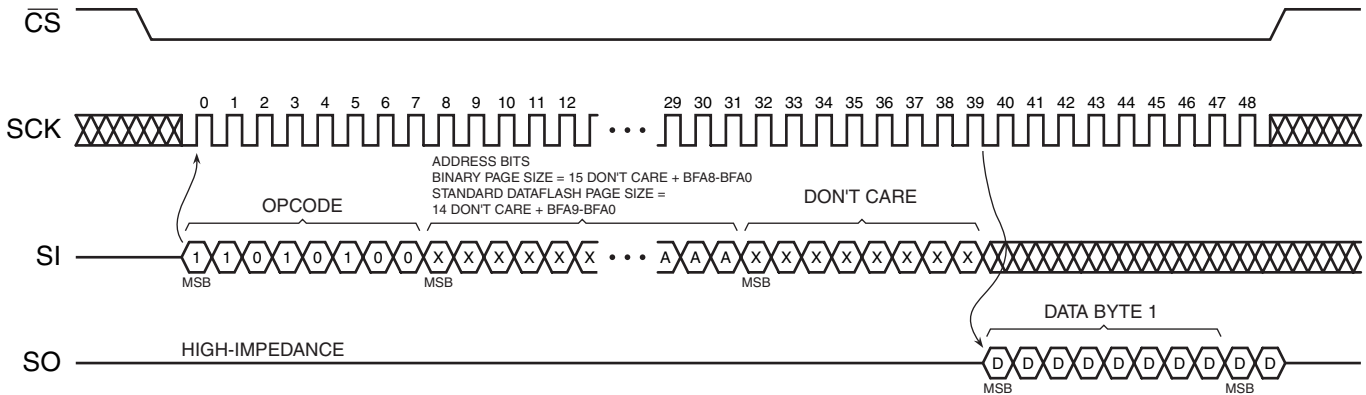 CS
0 1 2 3 4 5 6 7 8 9 10 11 12 29 30 31 32 33 34 35 36 37 38 39 40 41 42 43 44 45 46 47 48
SCK
ADDRESS BITS
BINARY PAGE SIZE = 15 DON'T CARE + BFA8-BFA0
STANDARD DATAFLASH PAGE SIZE =
14 DON'T CARE + BFA9-BFA0
OPCODE
DON'T CARE
SI 1 1 0 1 0 1 0 0 X X X X X X • • • A A A X X X X X X X X
MSB MSB MSB
DATA BYTE 1
HIGH-IMPEDANCE
SO D D D D D D D D D D
MSB MSB